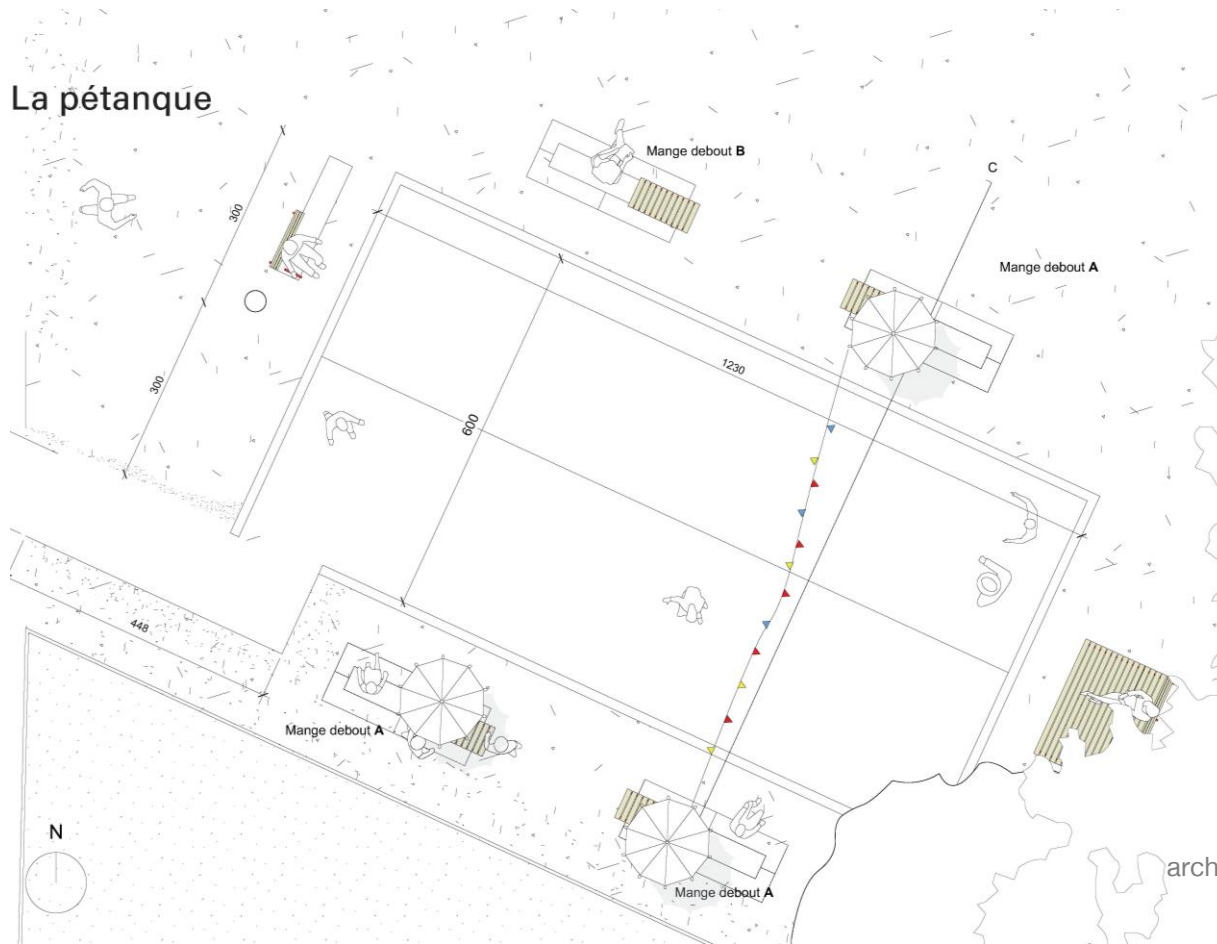 La pétanque
Mange debout B
C
300
Mange debout A
1230
300
600
448
Mange debout A
N
Mange debout A
arch